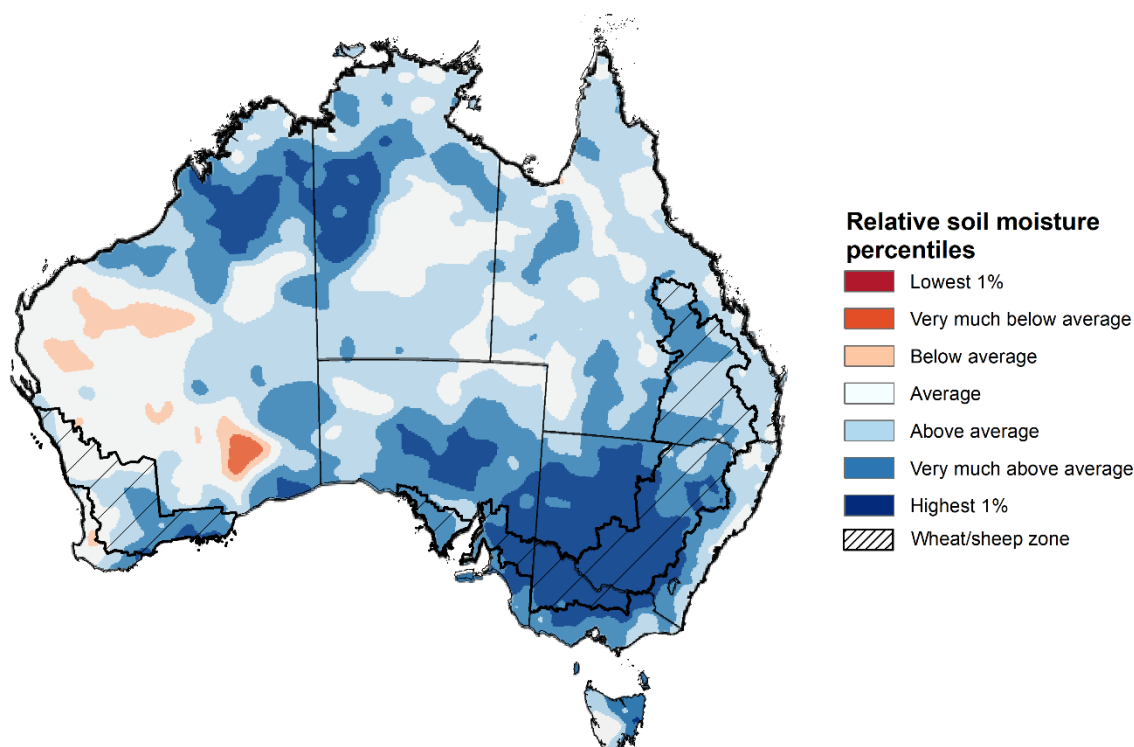 Relative soil moisture
percentiles
Lowest 1%
Very much below average
Below average
Average
Above average
Very much above average
Highest 1%
Wheat/sheep zone